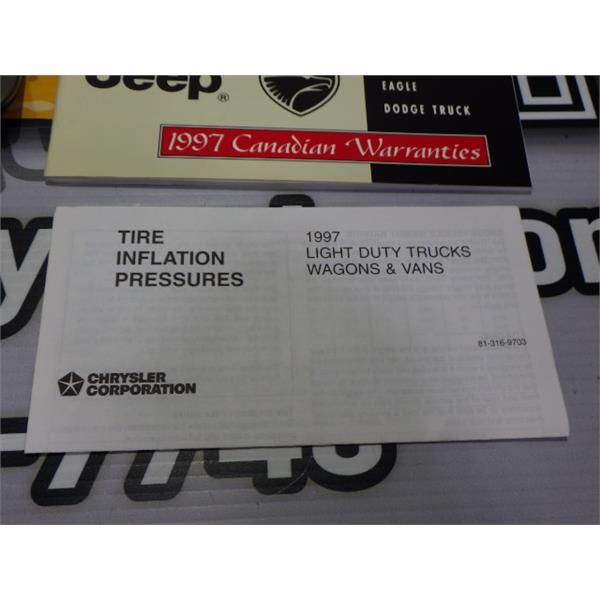 Jeep®
EAGLE
DODGE TRUCK
1997 Canadian Warranties
TIRE
INFLATION
PRESSURES
1997
LIGHT DUTY TRUCKS
WAGONS & VANS
81-316-9703
CHRYSLER
CORPORATION
-7746